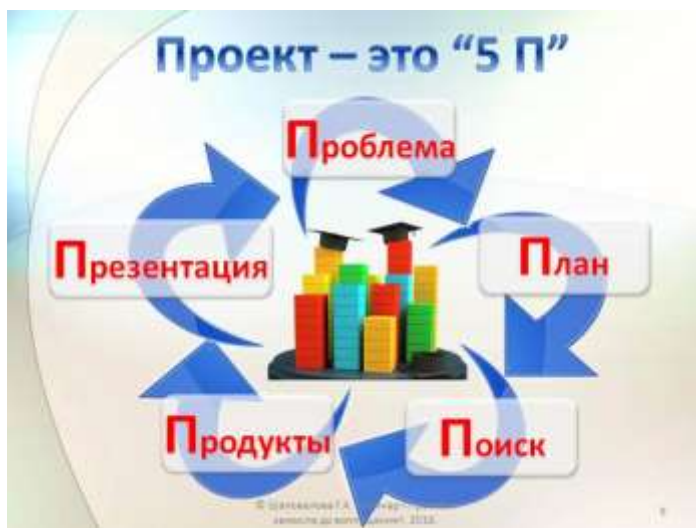 Проект – это “5 П”
Проблема
План
Поиск
Продукты
Презентация